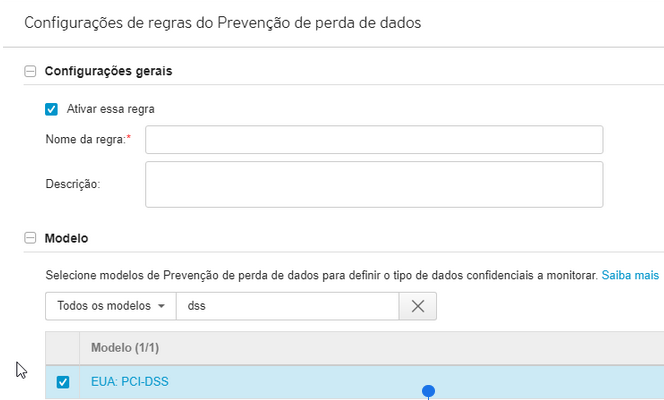 Configurações de regras do Prevenção de perda de dados
Configurações gerais
Ativar essa regra
Nome da regra:*
Descrição:
Modelo
Selecione modelos de Prevenção de perda de dados para definir o tipo de dados confidenciais a monitorar. Saiba mais
Todos os modelos dss
Modelo (1/1)
EUA: PCI-DSS